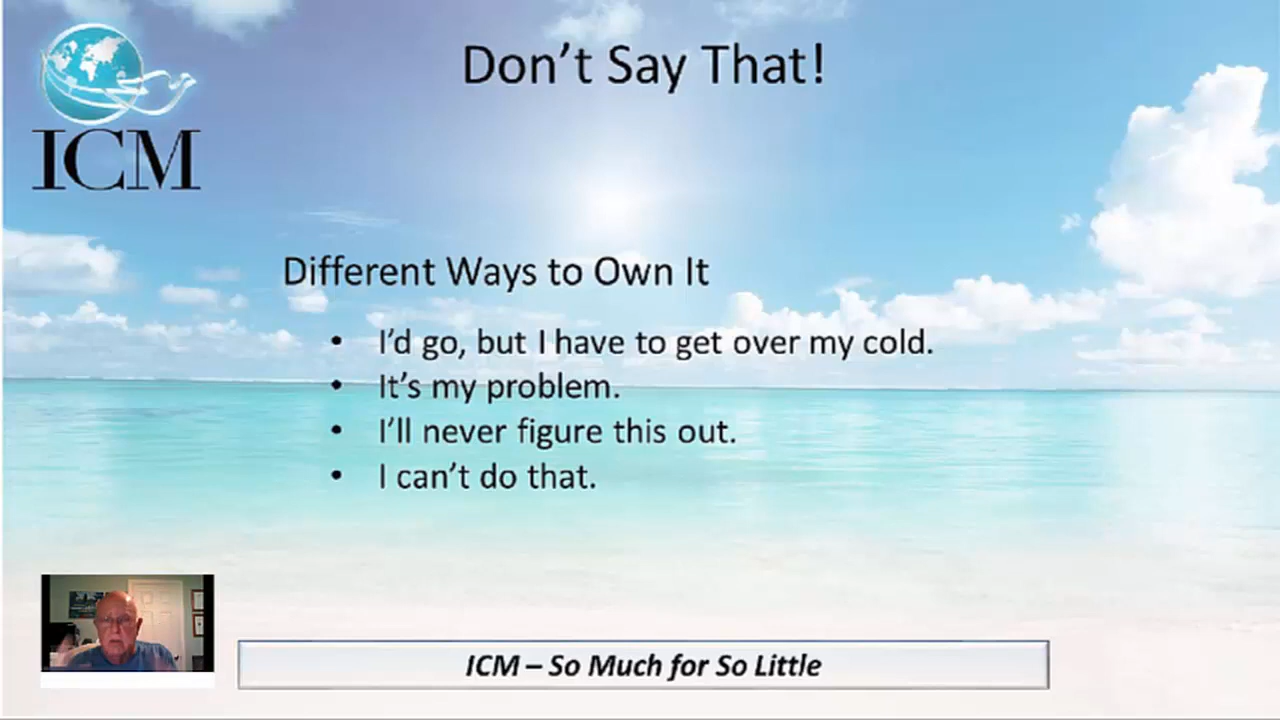 ICM
Don't Say That!
Different Ways to Own It
• I'd go, but I have to get over my cold.
• It's my problem.
• I'll never figure this out.
• I can't do that.
ICM – So Much for So Little